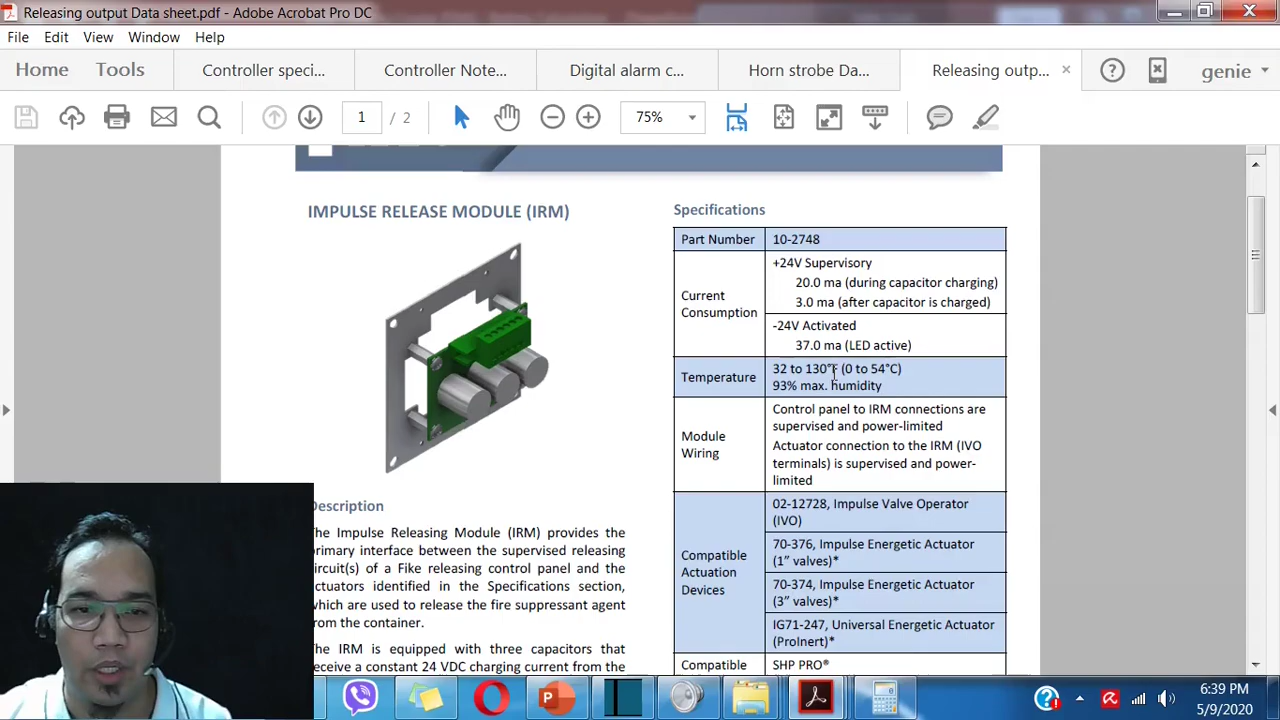 Releasing output Data sheet.pdf - Adobe Acrobat Pro DC
File Edit View Window Help
Home Tools Controller speci... Controller Note... Digital alarm c... Horn strobe Da... Releasing outp... × genie
1 / 2 75%
IMPULSE RELEASE MODULE (IRM)
Specifications
Part Number 10-2748
Current Consumption
+24V Supervisory
20.0 ma (during capacitor charging)
3.0 ma (after capacitor is charged)
-24V Activated
37.0 ma (LED active)
Temperature
32 to 130°F (0 to 54°C)
93% max. humidity
Module
Wiring
Control panel to IRM connections are
supervised and power-limited
Actuator connection to the IRM (IVO
terminals) is supervised and power-
limited
Compatible
Actuation
Devices
02-12728, Impulse Valve Operator
(IVO)
70-376, Impulse Energetic Actuator
(1” valves)*
70-374, Impulse Energetic Actuator
(3” valves)*
IG71-247, Universal Energetic Actuator
(ProInert)*
Compatible SHP PRO®
Description
The Impulse Releasing Module (IRM) provides the
primary interface between the supervised releasing
circuit(s) of a Fike releasing control panel and the
actuators identified in the Specifications section,
which are used to release the fire suppressant agent
from the container.
The IRM is equipped with three capacitors that
receive a constant 24 VDC charging current from the
6:39 PM
5/9/2020